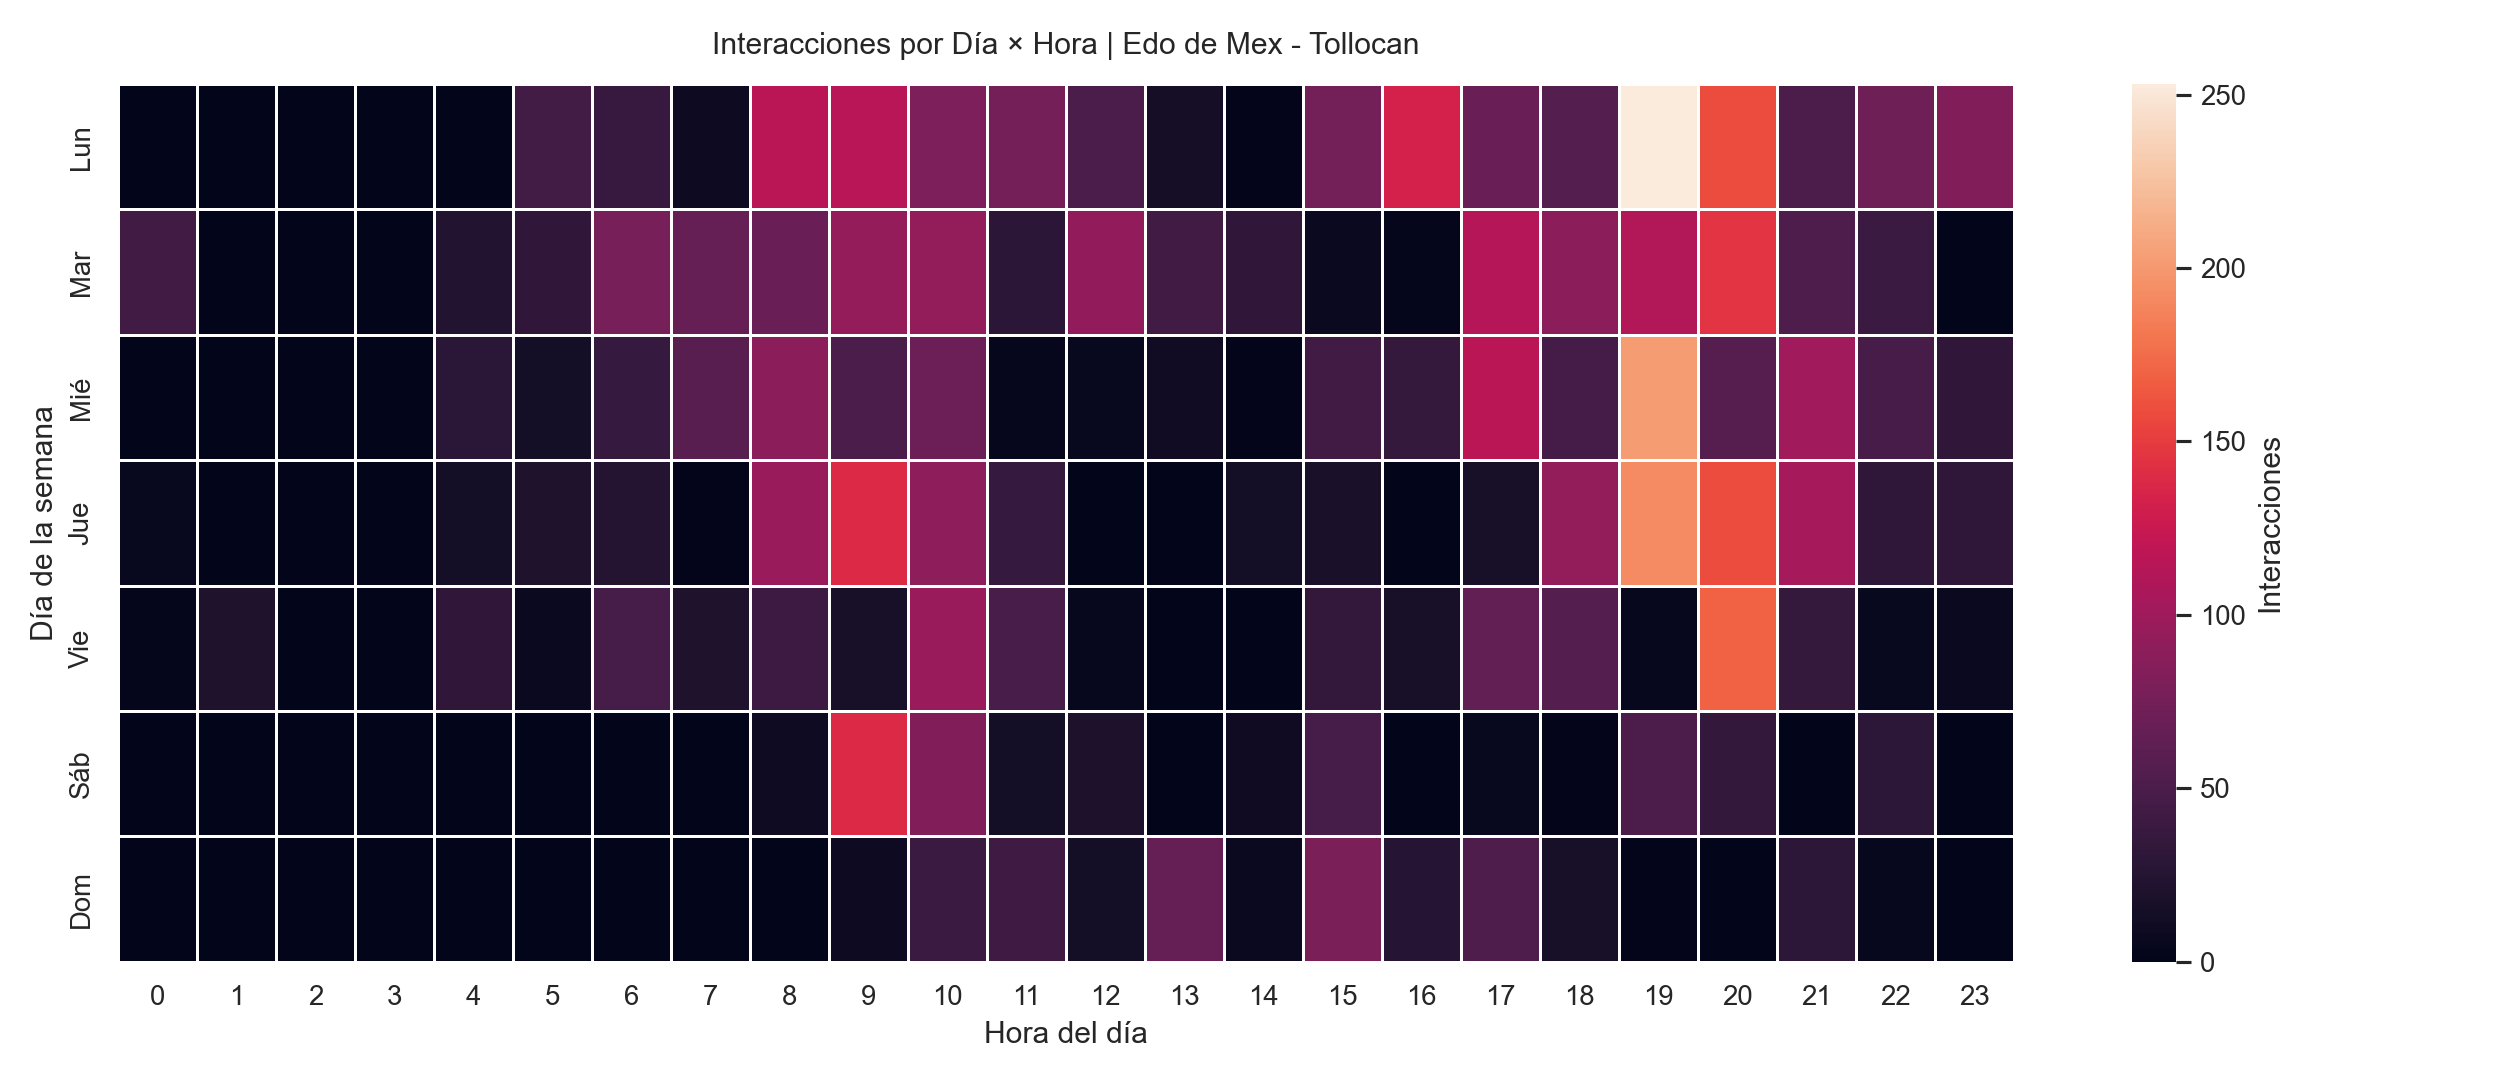 Interacciones por Día × Hora | Edo de Mex - Tollocan
Día de la semana
Lun
Mar
Mié
Jue
Vie
Sáb
Dom
0 1 2 3 4 5 6 7 8 9 10 11 12 13 14 15 16 17 18 19 20 21 22 23
Hora del día
250
200
150
100
50
0
Interacciones